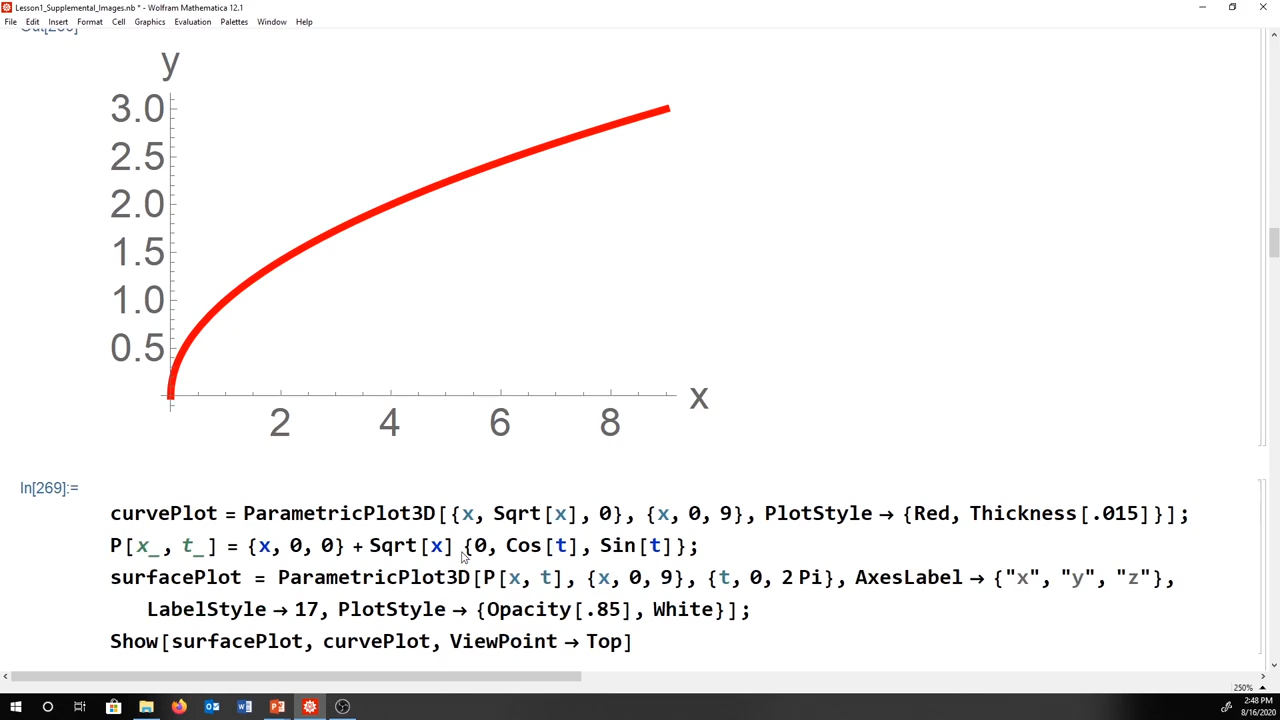 Lesson1_Supplemental_Images.nb * - Wolfram Mathematica 12.1
File Edit Insert Format Cell Graphics Evaluation Palettes Window Help
y
3.0
2.5
2.0
1.5
1.0
0.5
x
2 4 6 8
In[269]:=
curvePlot = ParametricPlot3D[{x, Sqrt[x], 0}, {x, 0, 9}, PlotStyle → {Red, Thickness[.015]}];
P[x_, t_] = {x, 0, 0} + Sqrt[x] {0, Cos[t], Sin[t]};
surfacePlot = ParametricPlot3D[P[x, t], {x, 0, 9}, {t, 0, 2 Pi}, AxesLabel → {"x", "y", "z"},
LabelStyle → 17, PlotStyle → {Opacity[.85], White}];
Show[surfacePlot, curvePlot, ViewPoint → Top]
250%
2:48 PM
8/16/2020